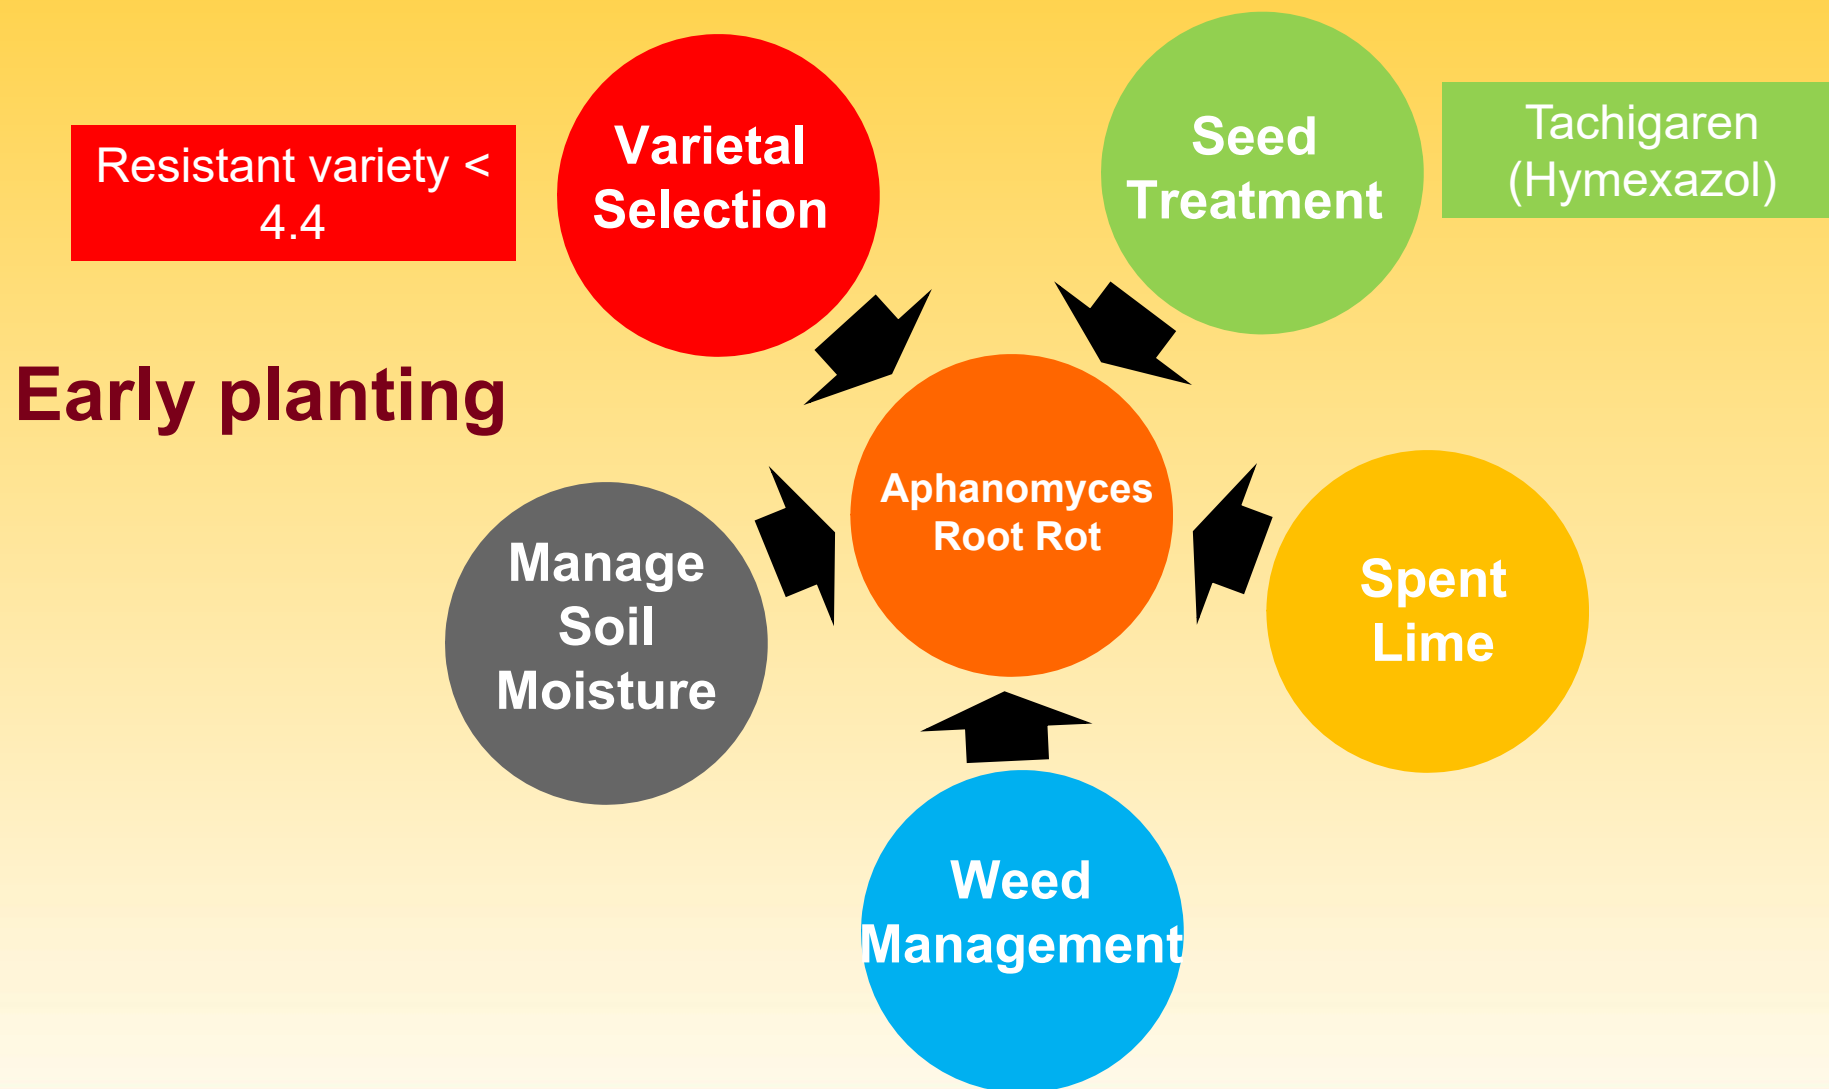 Resistant variety <
4.4
Varietal
Selection
Seed
Treatment
Tachigaren
(Hymexazol)
Early planting
Aphanomyces
Root Rot
Manage
Soil
Moisture
Spent
Lime
Weed
Management